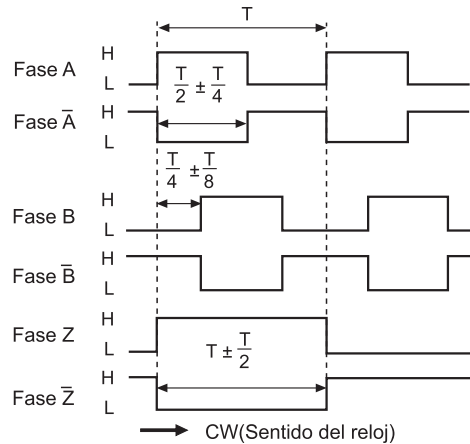 T
Fase A H
L
T/2 ± T/4
Fase A̅ H
L
T/4 ± T/8
Fase B H
L
Fase B̅ H
L
Fase Z H
L
T ± T/2
Fase Z̅ H
L
CW(Sentido del reloj)